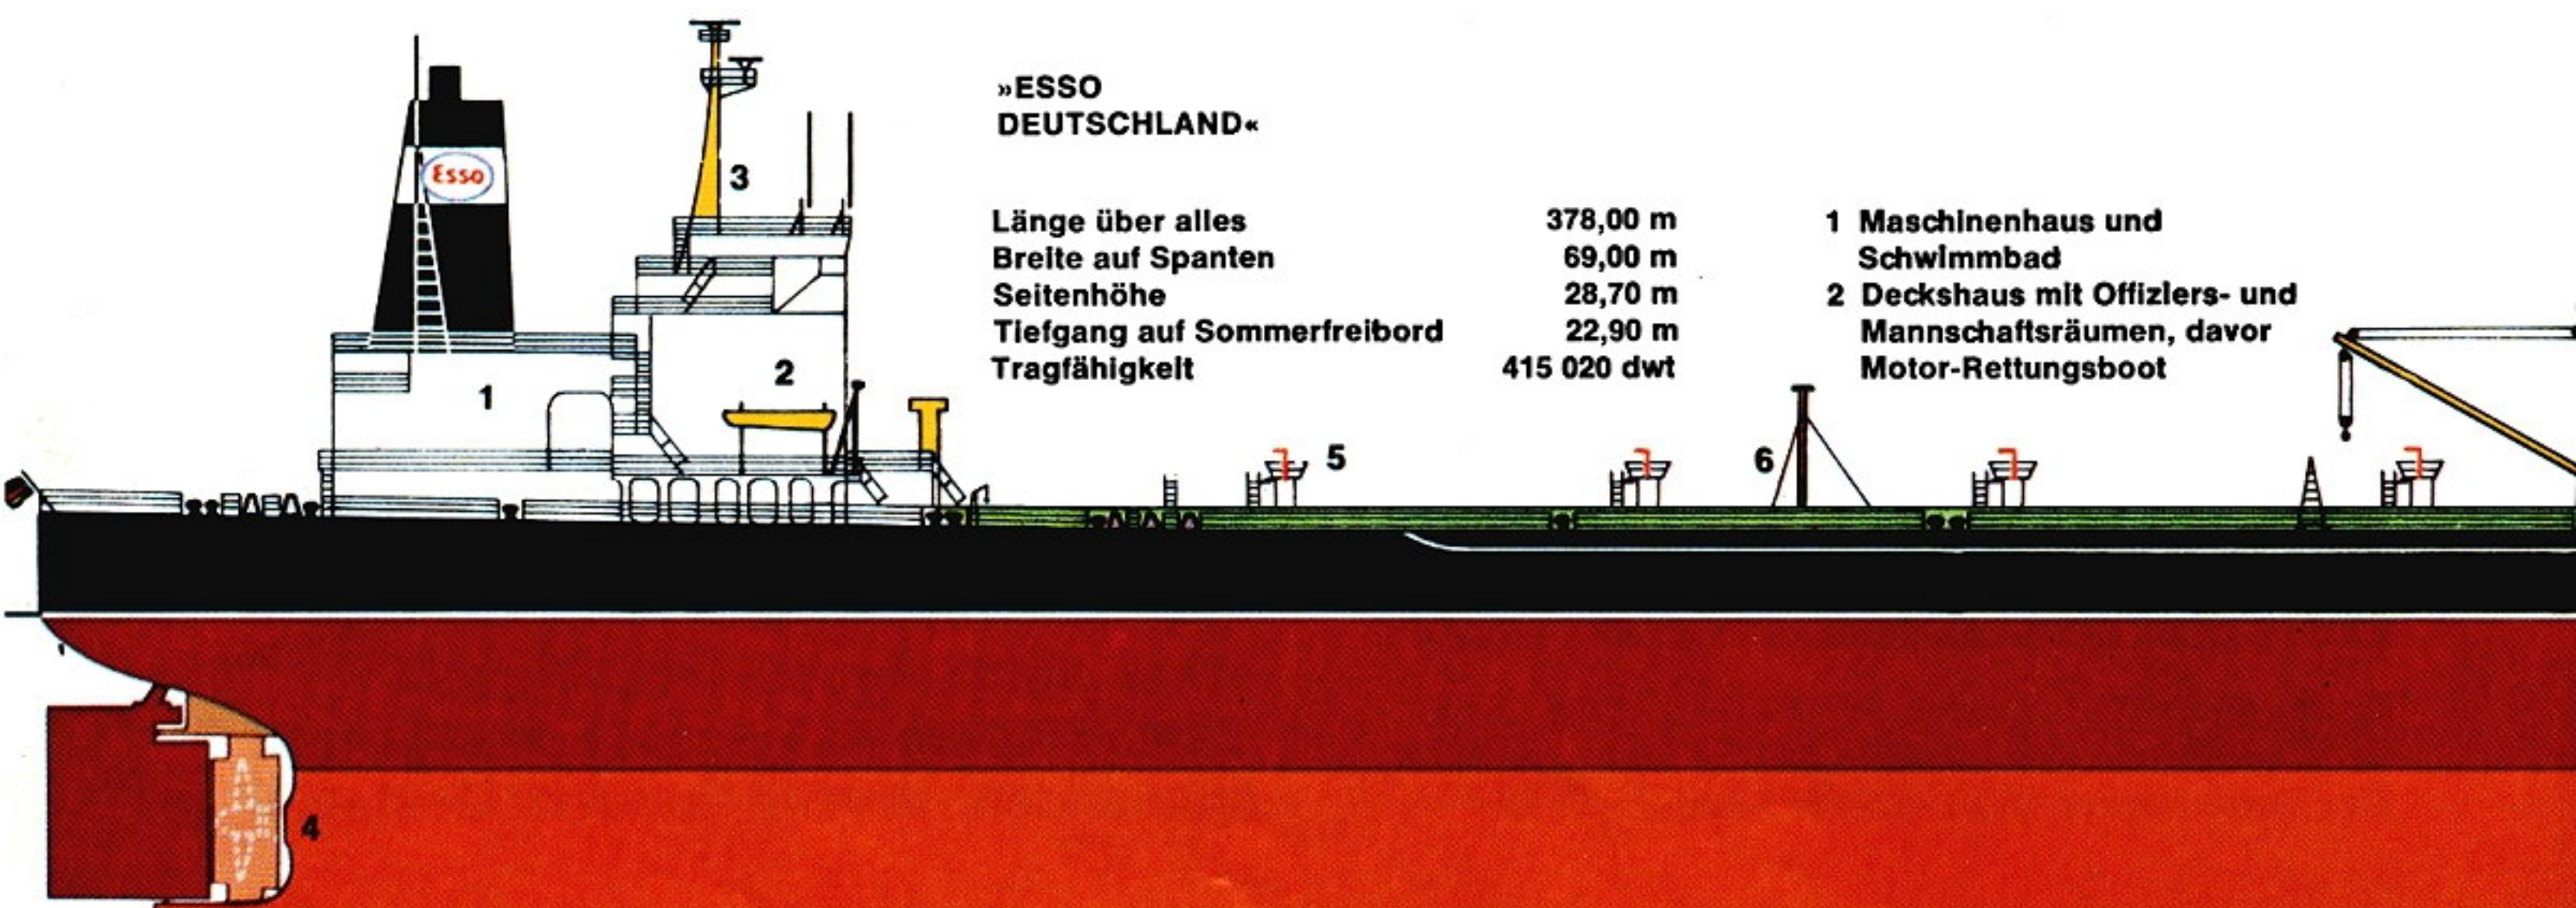 Esso
3
»ESSO
DEUTSCHLAND«
Länge über alles 378,00 m
Breite auf Spanten 69,00 m
Seitenhöhe 28,70 m
Tiefgang auf Sommerfreibord 22,90 m
Tragfähigkeit 415 020 dwt
1 Maschinenhaus und
Schwimmbad
2 Deckshaus mit Offiziers- und
Mannschaftsräumen, davor
Motor-Rettungsboot
1
2
5
6
4